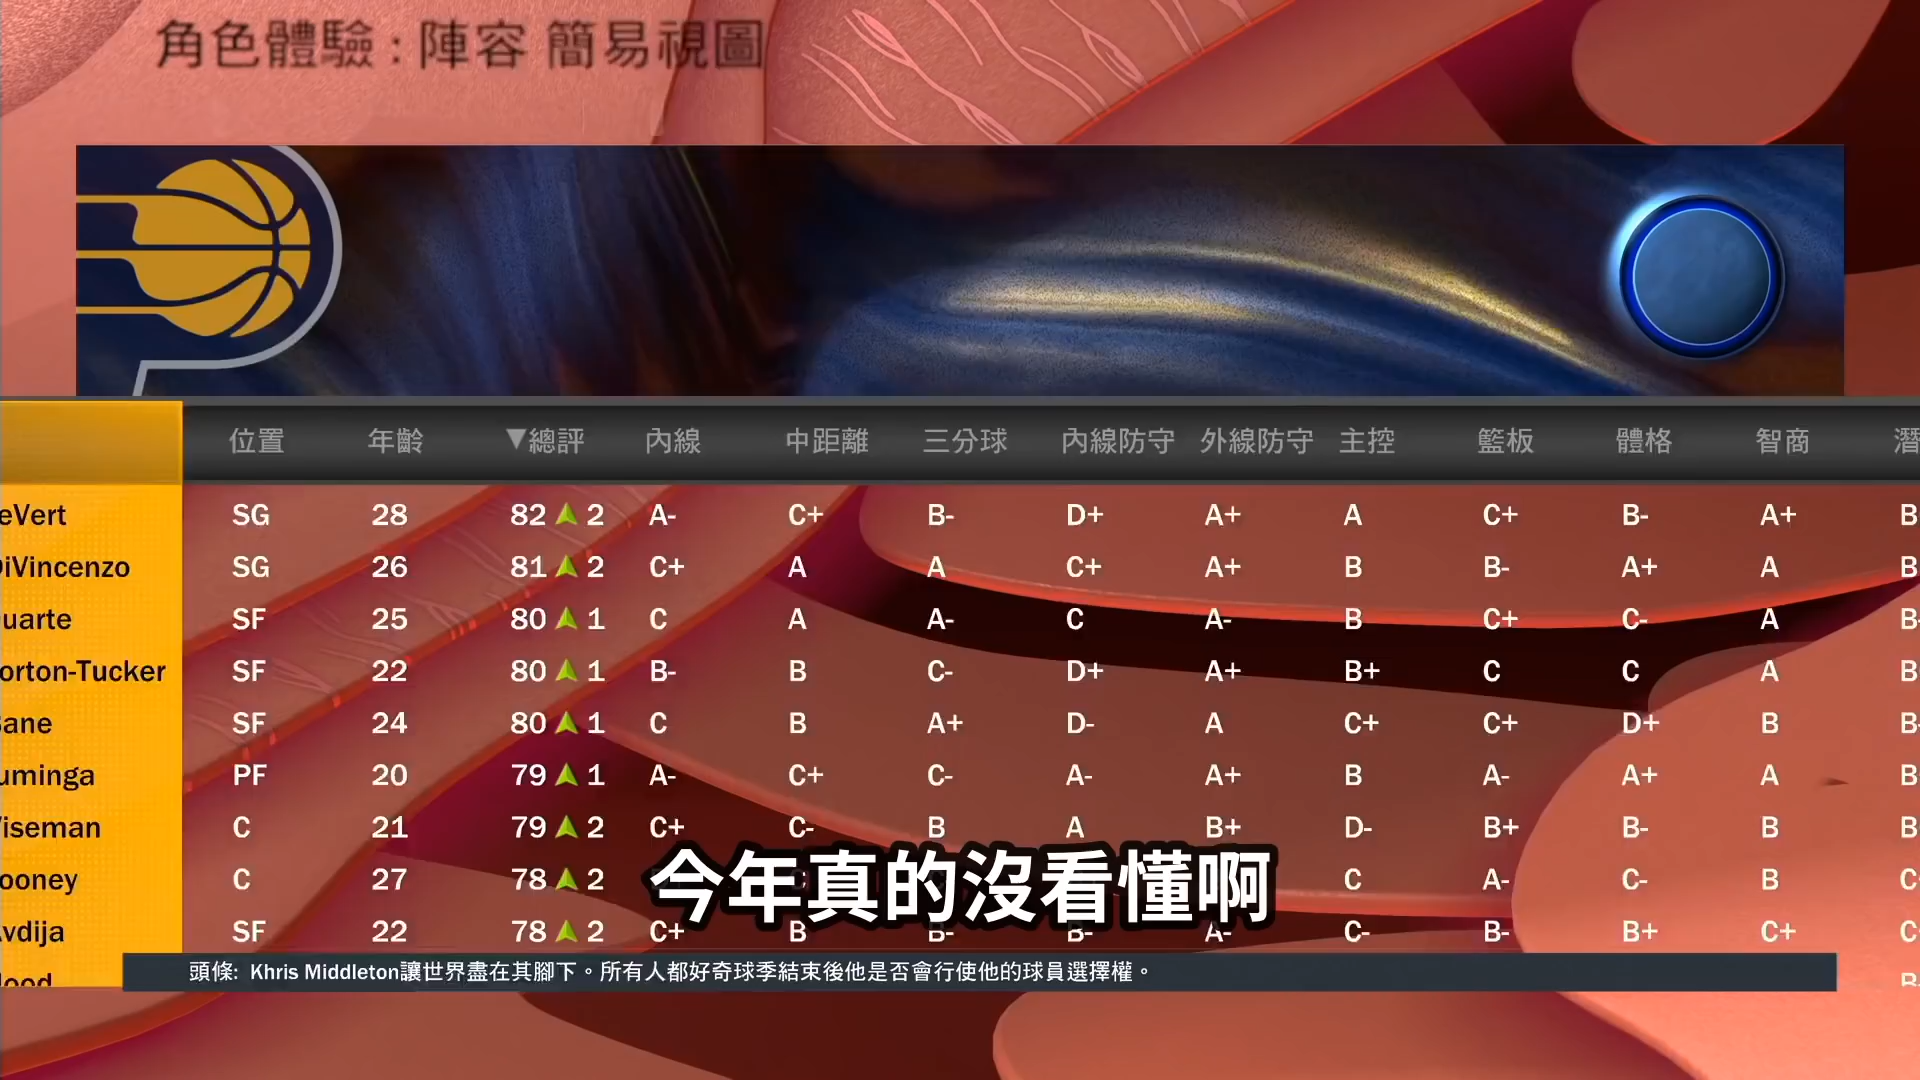 角色體驗:陣容 簡易視圖
位置 年齡 ▼總評 內線 中距離 三分球 內線防守 外線防守 主控 籃板 體格 智商
eVert SG 28 82 2 A- C+ B- D+ A+ A C+ B- A+ B
iVincenzo SG 26 81 2 C+ A A C+ A+ B B- A+ A B
uarte SF 25 80 1 C A A- C A- B C+ C- A B-
orton-Tucker SF 22 80 1 B- B C- D+ A+ B+ C C A B
ane SF 24 80 1 C B A+ D- A C+ C+ D+ B B-
uminga PF 20 79 1 A- C+ C- A- A+ B A- A+ A B
iseman C 21 79 2 C+ C- B A B+ D- B+ B- B B
ooney C 27 78 2 C A- C- B C
今年真的沒看懂啊
vdija SF 22 78 2 C+ B B- B- A- C- B- B+ C+ C
頭條: Khris Middleton讓世界盡在其腳下。所有人都好奇球季結束後他是否會行使他的球員選擇權。